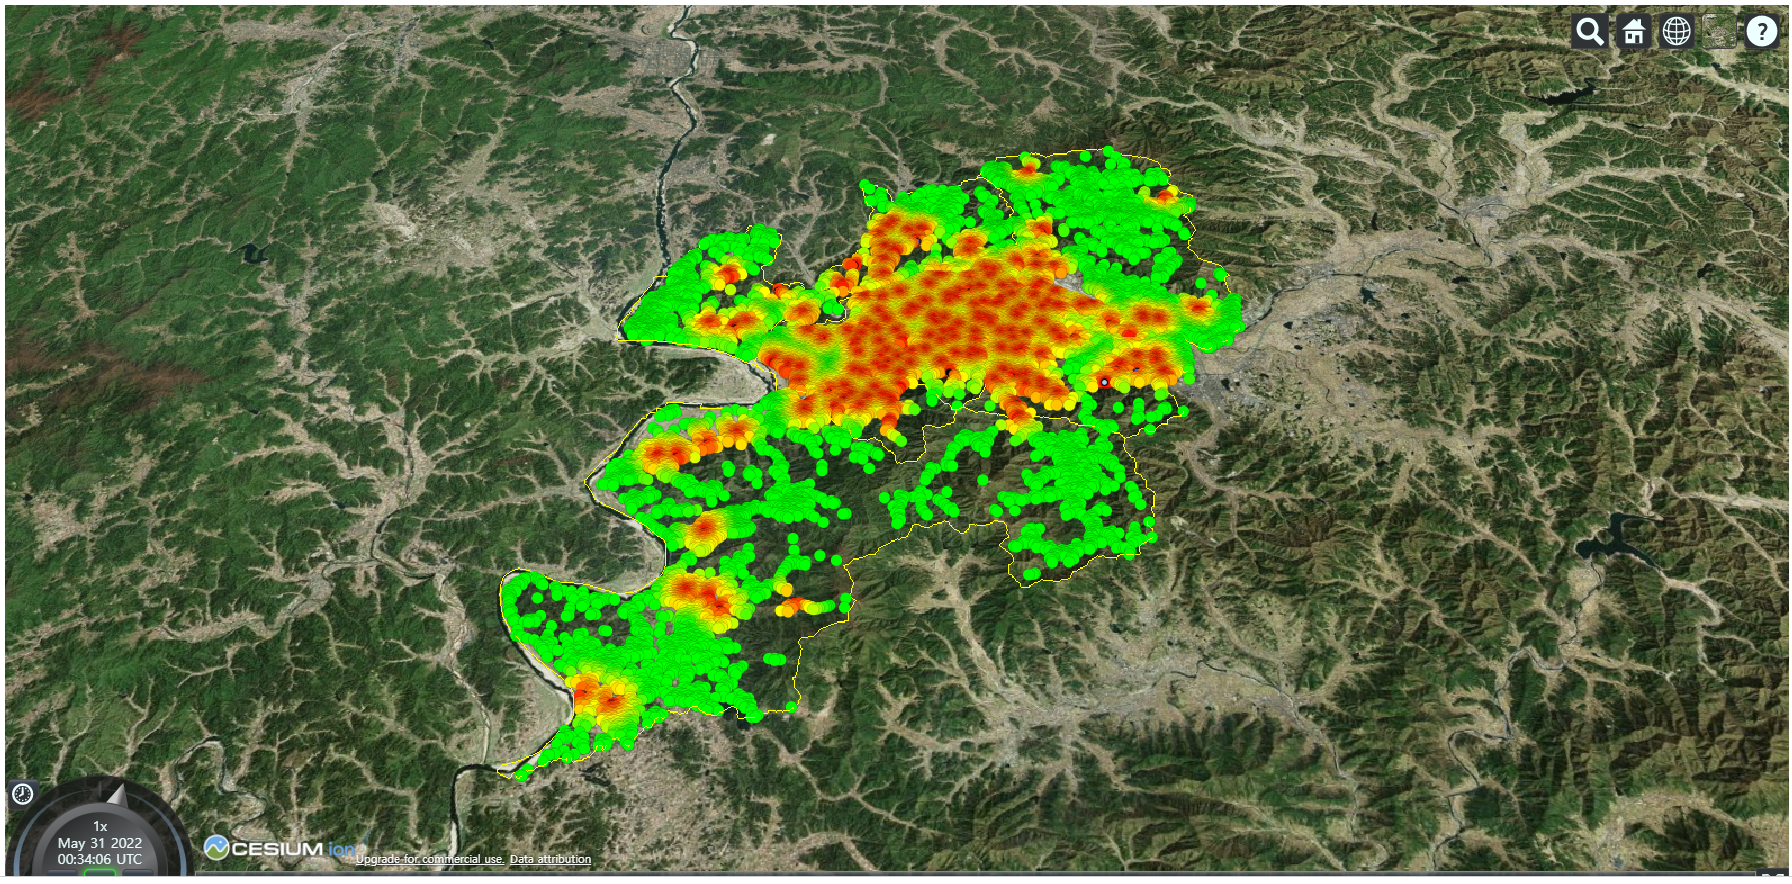 ?
1x
May 31 2022
00:34:06 UTC
CESIUM ion
Upgrade for commercial use. Data attribution